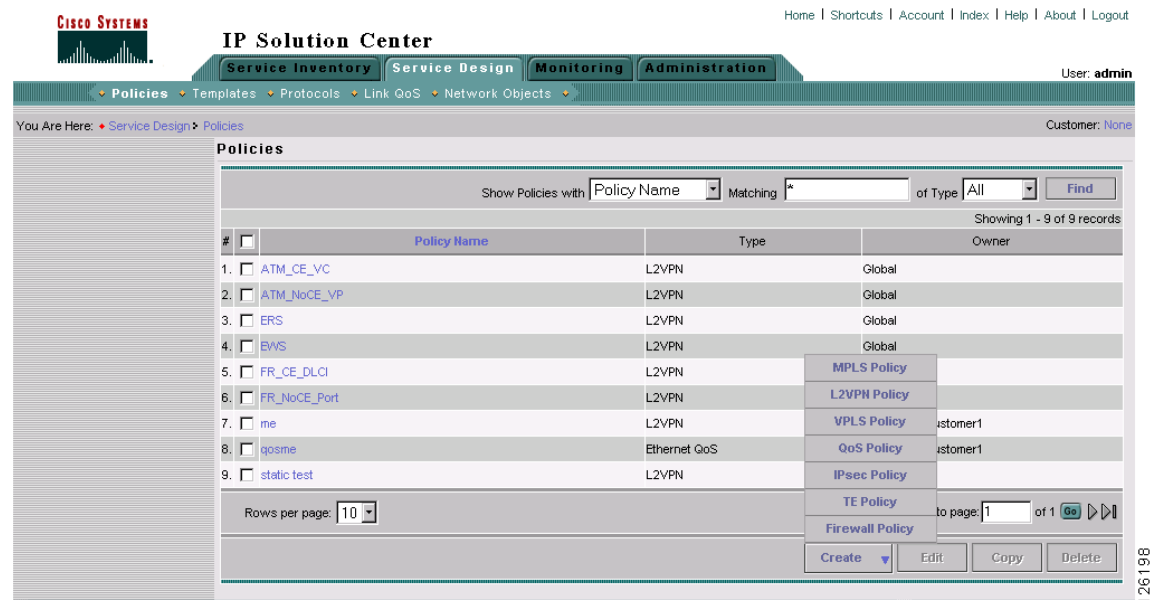 Home | Shortcuts | Account | Index | Help | About | Logout
CISCO SYSTEMS
IP Solution Center
Service Inventory Service Design Monitoring Administration
User: admin
Policies Templates Protocols Link QoS Network Objects
You Are Here: Service Design Policies Customer: None
Policies
Show Policies with Policy Name Matching * of Type All Find
Showing 1 - 9 of 9 records
# Policy Name Type Owner
1. ATM_CE_VC L2VPN Global
2. ATM_NoCE_VP L2VPN Global
3. ERS L2VPN Global
4. EWS L2VPN Global
5. FR_CE_DLCI L2VPN
6. FR_NoCE_Port L2VPN
7. me L2VPN ustomer1
8. qosme Ethernet QoS ustomer1
9. static test L2VPN
MPLS Policy
L2VPN Policy
VPLS Policy
QoS Policy
IPsec Policy
TE Policy
Firewall Policy
Rows per page: 10 to page: 1 of 1 Go
Create Edit Copy Delete
26198